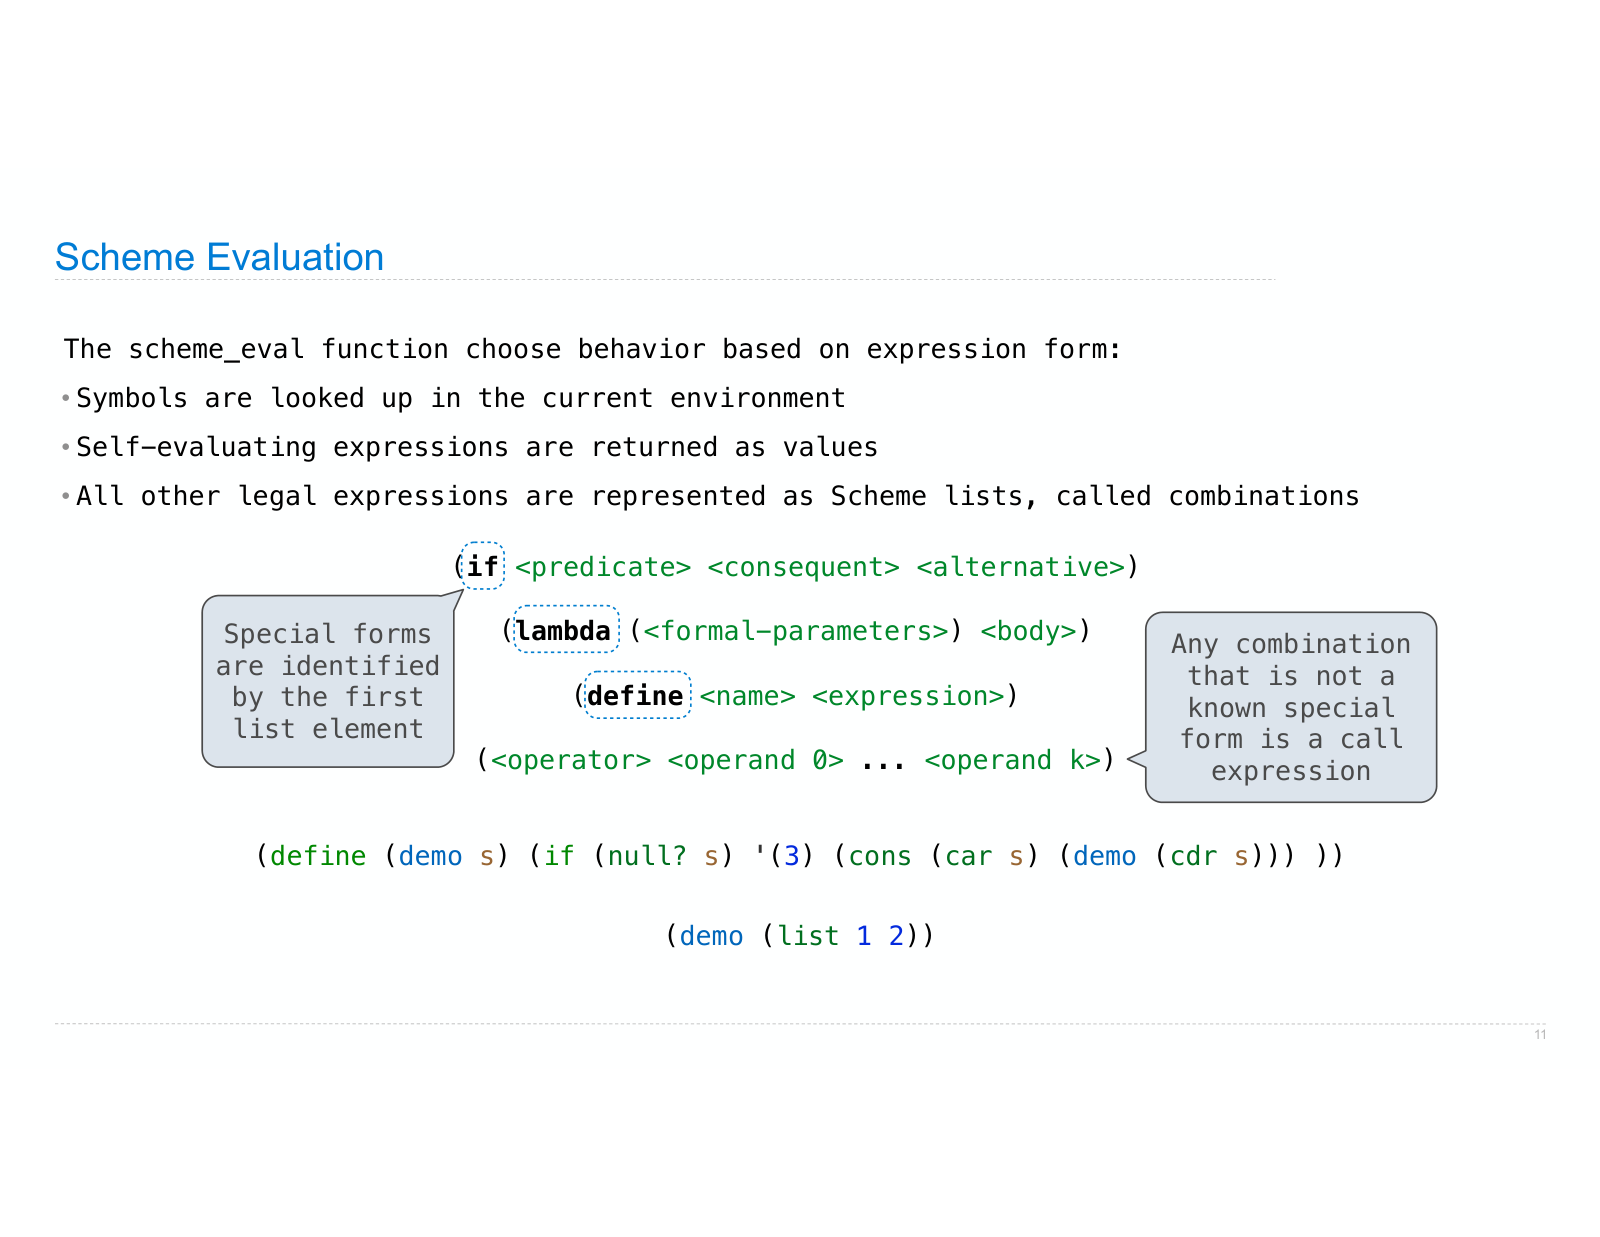 Scheme Evaluation
The scheme_eval function choose behavior based on expression form:
•Symbols are looked up in the current environment
•Self-evaluating expressions are returned as values
•All other legal expressions are represented as Scheme lists, called combinations
(if <predicate> <consequent> <alternative>)
Special forms
are identified
by the first
list element
(lambda (<formal-parameters>) <body>)
(define <name> <expression>)
(<operator> <operand 0> ... <operand k>)
Any combination
that is not a
known special
form is a call
expression
(define (demo s) (if (null? s) '(3) (cons (car s) (demo (cdr s))) ))
(demo (list 1 2))
11